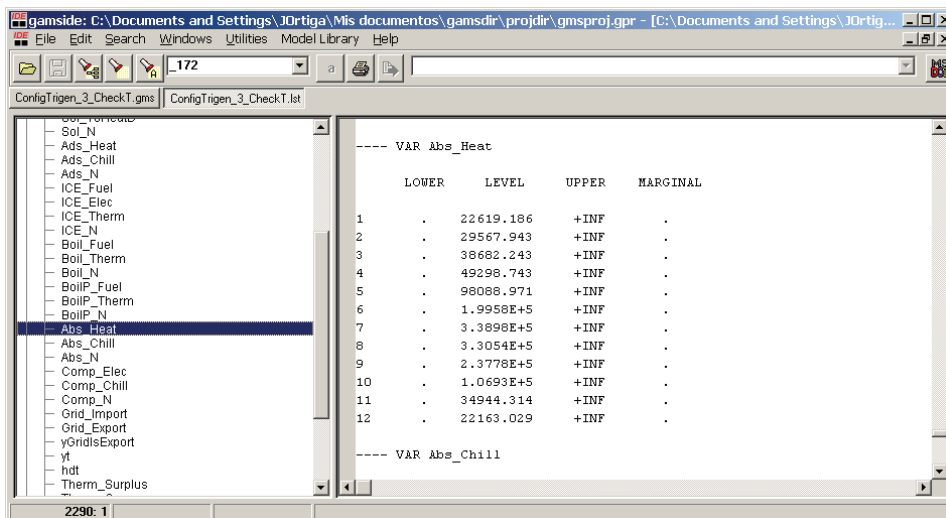 gamside: C:\Documents and Settings\JOrtiga\Mis documentos\gamsdir\projdir\gmsproj.gpr - [C:\Documents and Settings\JOrtig...
IDE File Edit Search Windows Utilities Model Library Help
_172 a
ConfigTrigen_3_CheckT.gms ConfigTrigen_3_CheckT.lst
Sol_N
Ads_Heat
Ads_Chill
Ads_N
ICE_Fuel
ICE_Elec
ICE_Therm
ICE_N
Boil_Fuel
Boil_Therm
Boil_N
BoilP_Fuel
BoilP_Therm
BoilP_N
Abs_Heat
Abs_Chill
Abs_N
Comp_Elec
Comp_Chill
Comp_N
Grid_Import
Grid_Export
yGridIsExport
yt
hdt
Therm_Surplus
---- VAR Abs_Heat
LOWER LEVEL UPPER MARGINAL
1 . 22619.186 +INF .
2 . 29567.943 +INF .
3 . 38682.243 +INF .
4 . 49298.743 +INF .
5 . 98088.971 +INF .
6 . 1.9958E+5 +INF .
7 . 3.3898E+5 +INF .
8 . 3.3054E+5 +INF .
9 . 2.3778E+5 +INF .
10 . 1.0693E+5 +INF .
11 . 34944.314 +INF .
12 . 22163.029 +INF .
---- VAR Abs_Chill
2290: 1